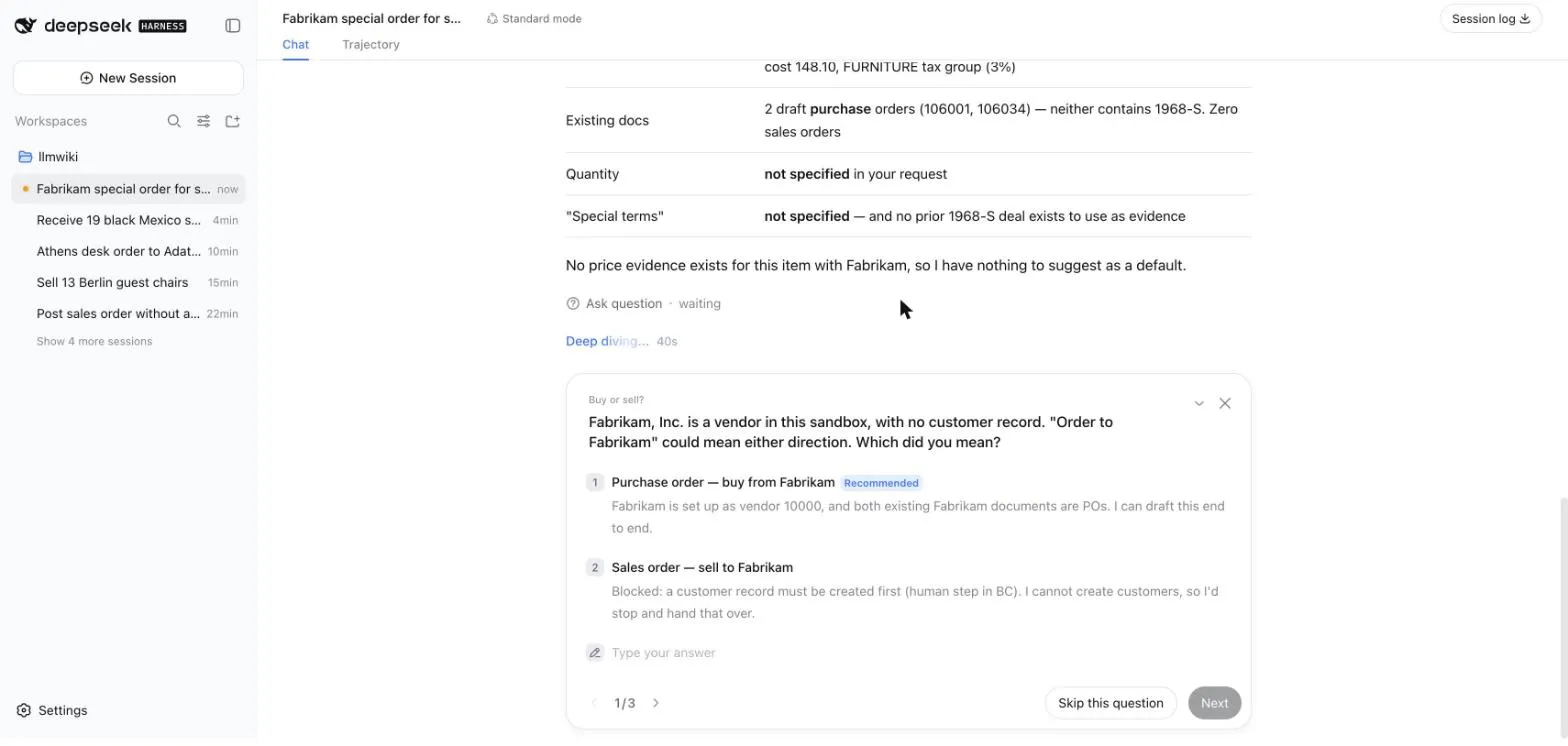 deepseek HARNESS
New Session
Workspaces
llmwiki
Fabrikam special order for s... now
Receive 19 black Mexico s... 4min
Athens desk order to Adat... 10min
Sell 13 Berlin guest chairs 15min
Post sales order without a... 22min
Show 4 more sessions
Settings
Fabrikam special order for s... Standard mode
Session log
Chat Trajectory
cost 148.10, FURNITURE tax group (3%)
Existing docs
2 draft purchase orders (106001, 106034) — neither contains 1968-S. Zero
sales orders
Quantity
not specified in your request
"Special terms"
not specified — and no prior 1968-S deal exists to use as evidence
No price evidence exists for this item with Fabrikam, so I have nothing to suggest as a default.
Ask question · waiting
Deep diving... 40s
Buy or sell?
Fabrikam, Inc. is a vendor in this sandbox, with no customer record. "Order to
Fabrikam" could mean either direction. Which did you mean?
1 Purchase order — buy from Fabrikam Recommended
Fabrikam is set up as vendor 10000, and both existing Fabrikam documents are POs. I can draft this end
to end.
2 Sales order — sell to Fabrikam
Blocked: a customer record must be created first (human step in BC). I cannot create customers, so I'd
stop and hand that over.
Type your answer
1/3
Skip this question
Next